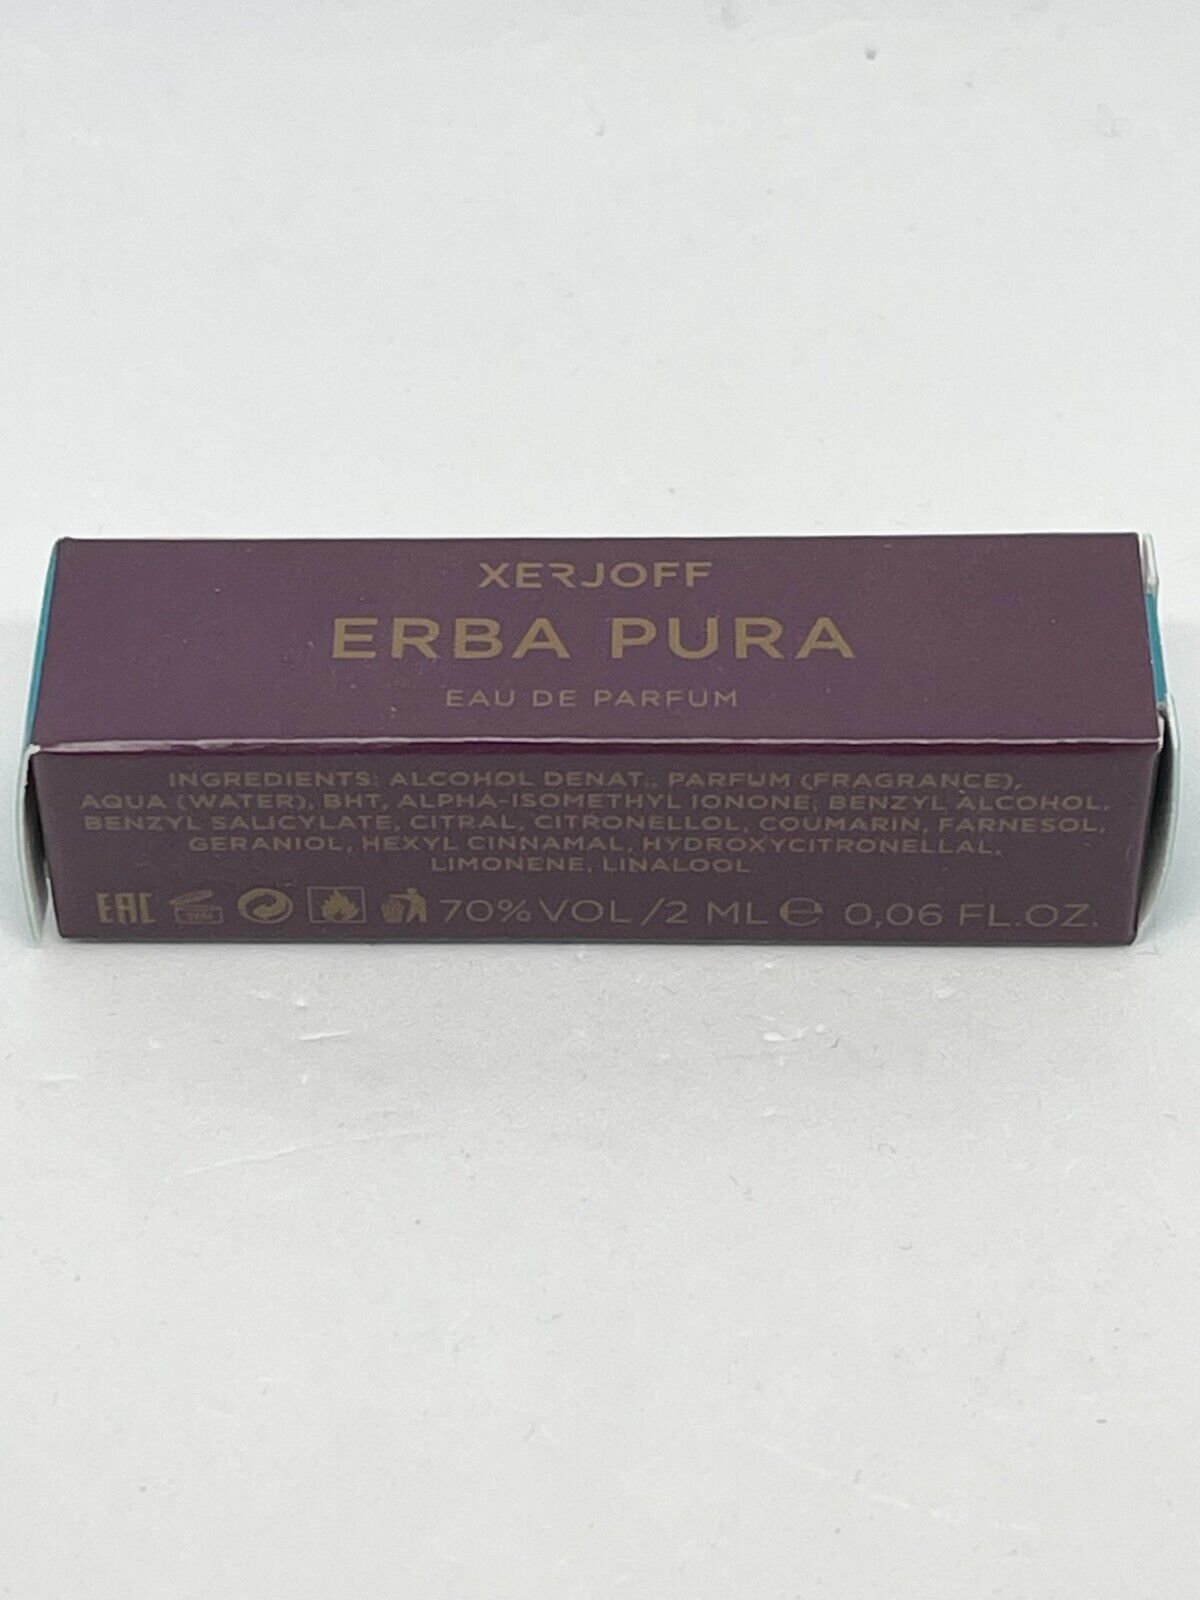 XERJOFF
ERBA PURA
EAU DE PARFUM
INGREDIENTS: ALCOHOL DENAT., PARFUM (FRAGRANCE),
AQUA (WATER), BHT, ALPHA-ISOMETHYL IONONE, BENZYL ALCOHOL,
BENZYL SALICYLATE, CITRAL, CITRONELLOL, COUMARIN, FARNESOL,
GERANIOL, HEXYL CINNAMAL, HYDROXYCITRONELLAL,
LIMONENE, LINALOOL
EAC 70% VOL/2 ML ℮ 0,06 FL.OZ.